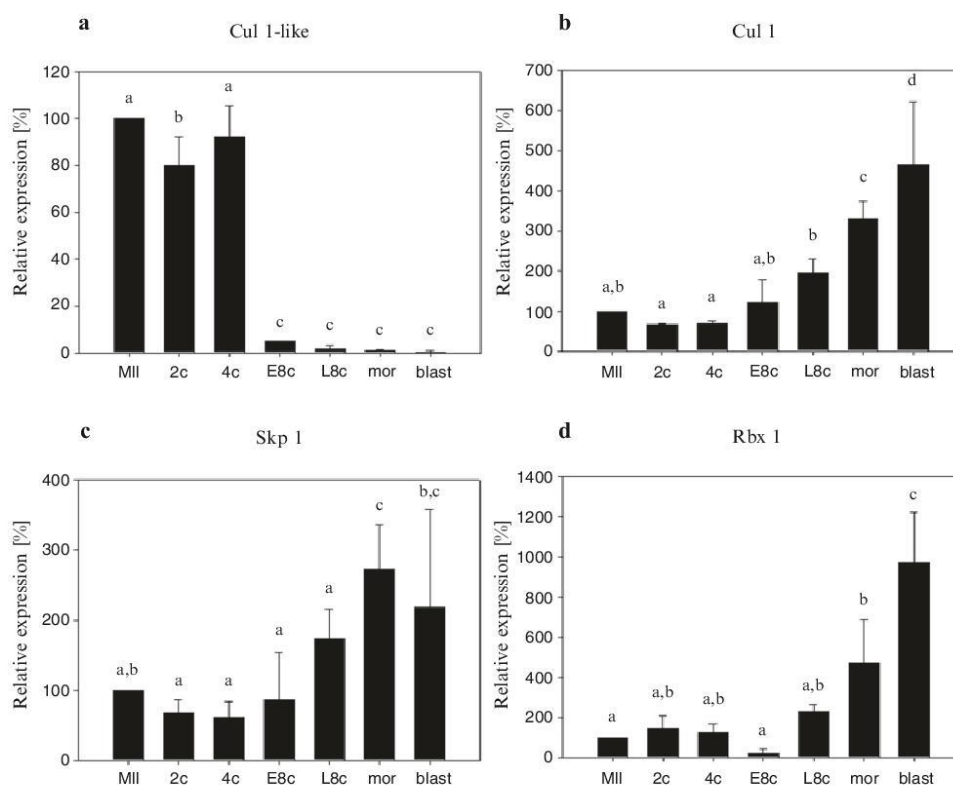 a
Cul 1-like
Relative expression [%]
120
100
80
60
40
20
0
a
b
a
c
c
c
c
MII
2c
4c
E8c
L8c
mor
blast
b
Cul 1
Relative expression [%]
700
600
500
400
300
200
100
0
a,b
a
a
a,b
b
c
d
MII
2c
4c
E8c
L8c
mor
blast
c
Skp 1
Relative expression [%]
400
300
200
100
0
a,b
a
a
a
a
c
b,c
MII
2c
4c
E8c
L8c
mor
blast
d
Rbx 1
Relative expression [%]
1400
1200
1000
800
600
400
200
0
a
a,b
a,b
a
a,b
b
c
MII
2c
4c
E8c
L8c
mor
blast